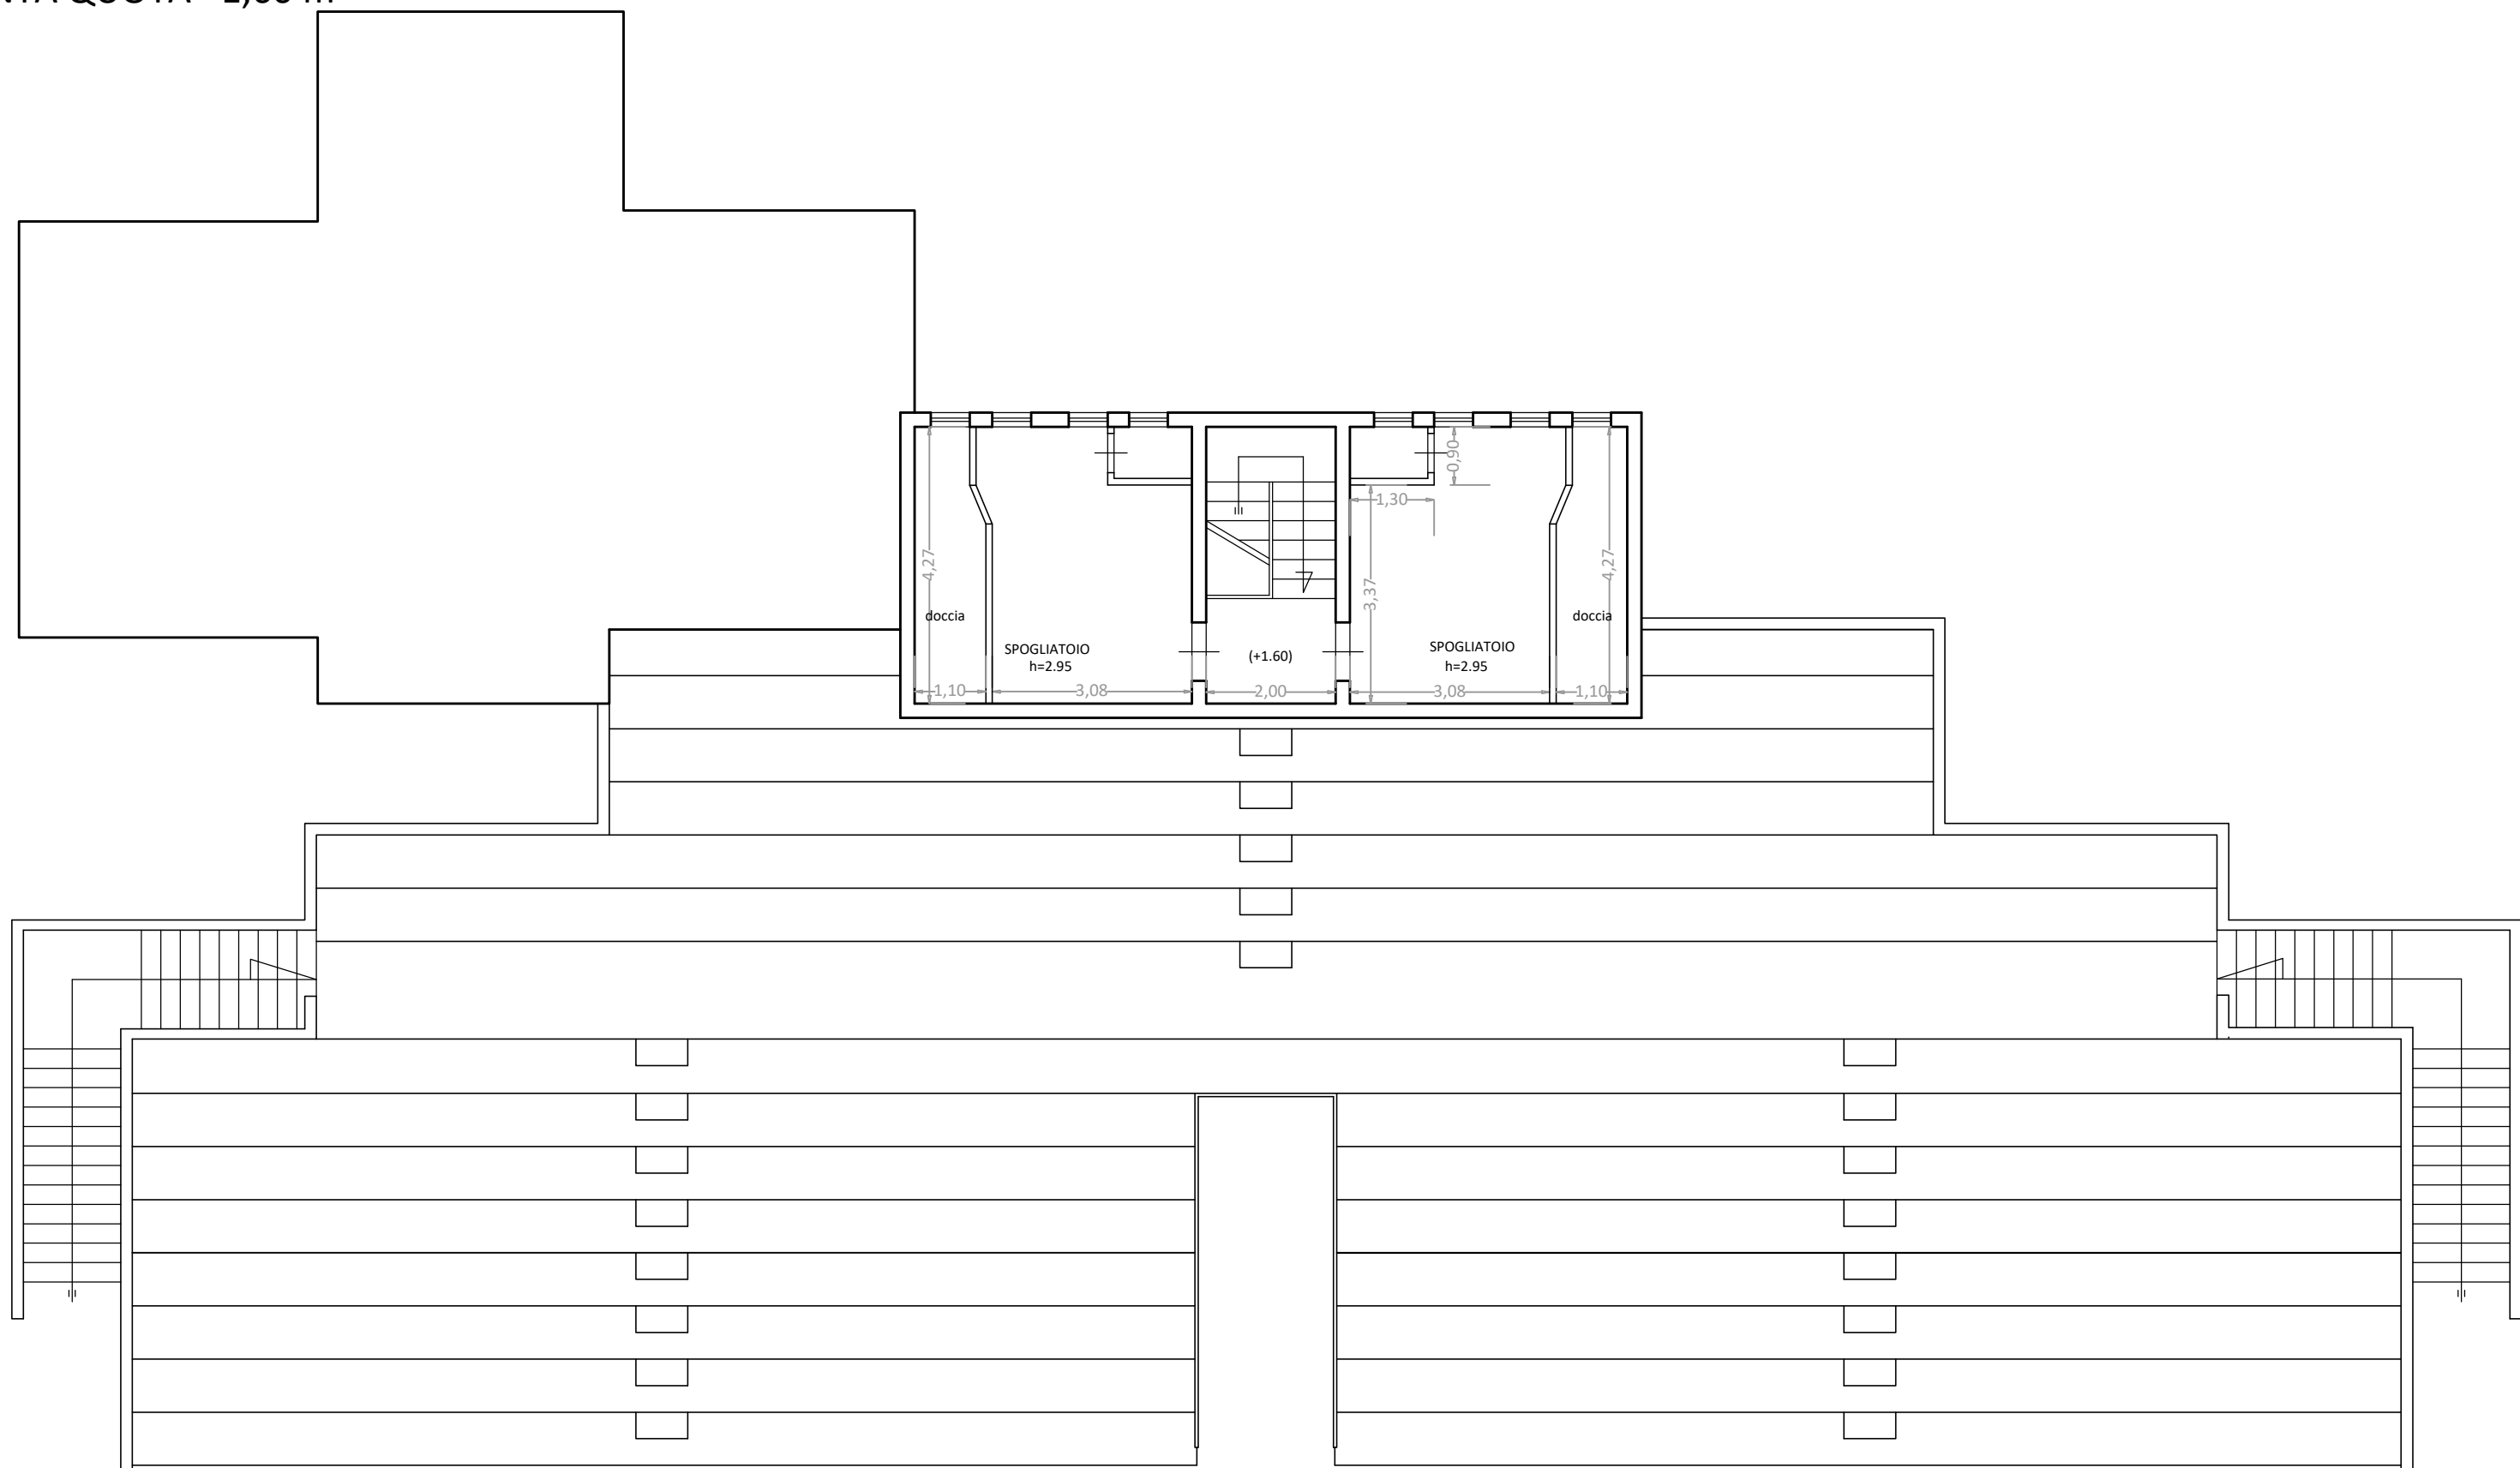 4,27
doccia
SPOGLIATOIO
h=2.95
1,10
3,08
(+1.60)
2,00
0,90
1,30
3,37
SPOGLIATOIO
h=2.95
3,08
4,27
doccia
1,10